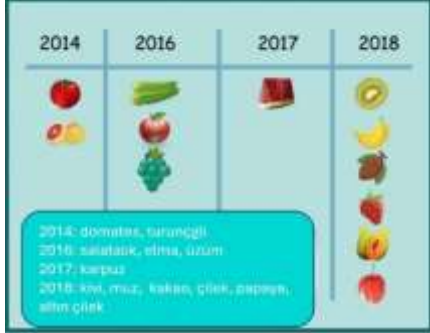 2014 2016 2017 2018
2014: domates, turunçgil
2016: salatalık, elma, üzüm
2017: karpuz
2018: kivi, muz, kakao, çilek, papaya,
altın çilek